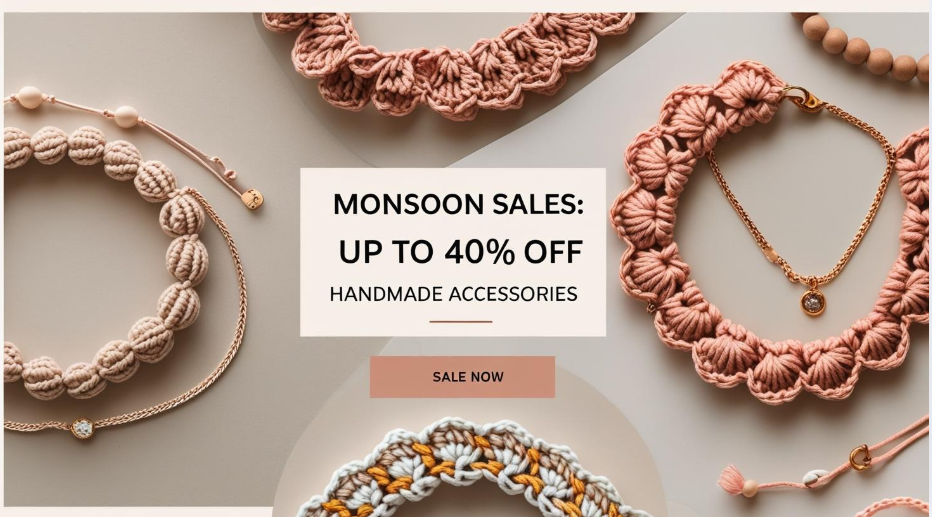 MONSOON SALES:
UP TO 40% OFF
HANDMADE ACCESSORIES
SALE NOW